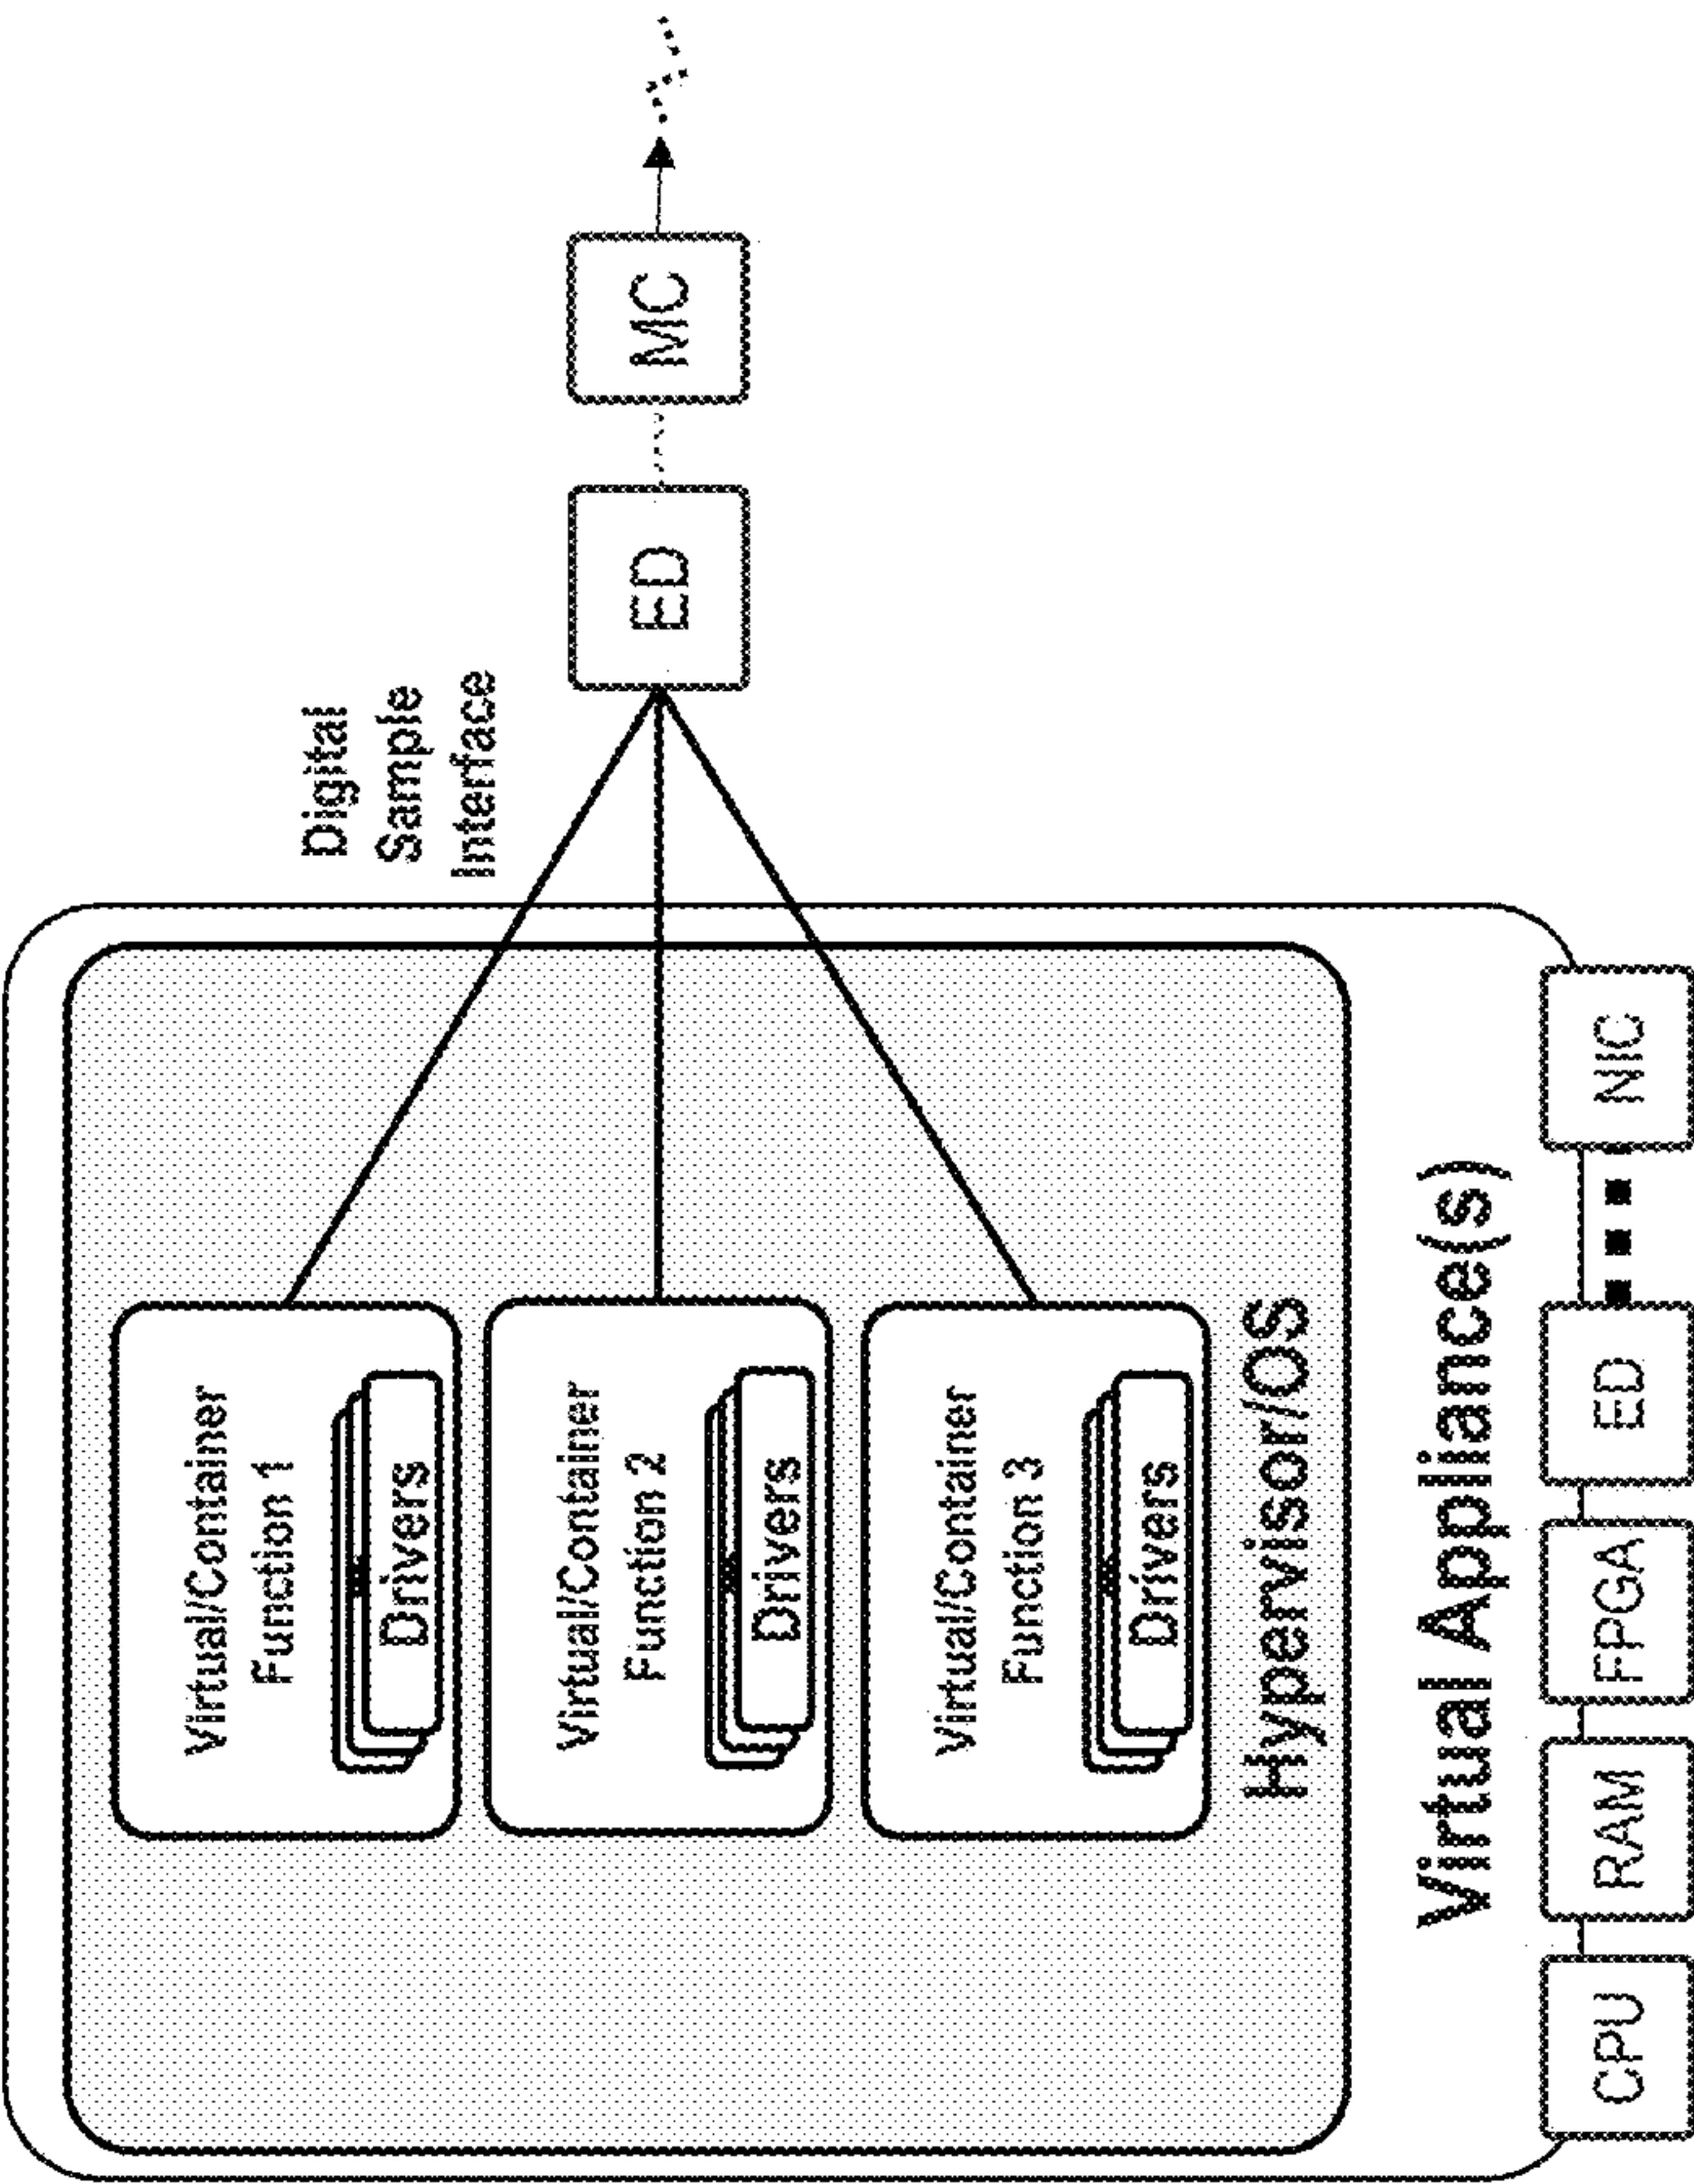 Virtual/Container
Function 1
Drivers
Virtual/Container
Function 2
Drivers
Virtual/Container
Function 3
Drivers
Hypervisor/OS
Virtual Appliance(s)
CPU
RAM
FPGA
ED
NIC
Digital
Sample
Interface
ED
MC